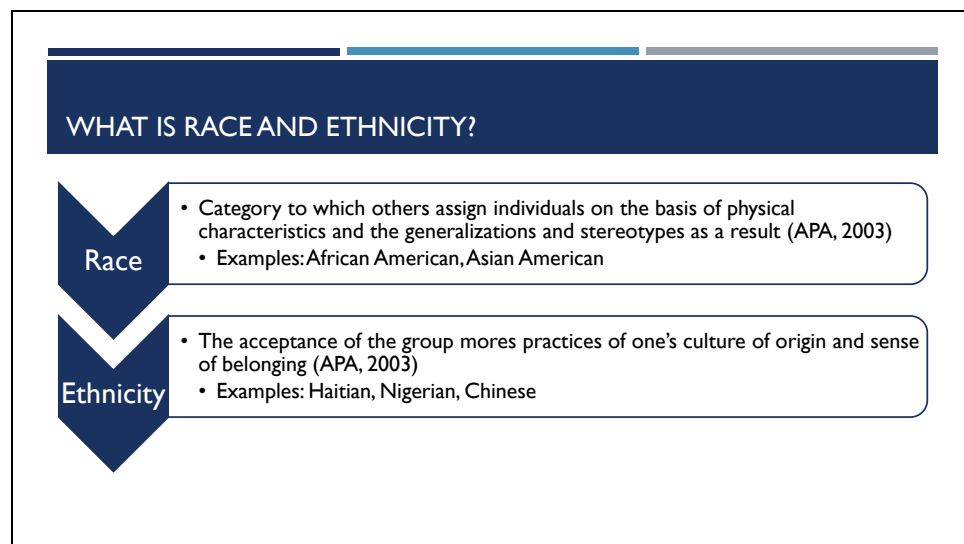 WHAT IS RACE AND ETHNICITY?
Race
• Category to which others assign individuals on the basis of physical
characteristics and the generalizations and stereotypes as a result (APA, 2003)
• Examples: African American, Asian American
Ethnicity
• The acceptance of the group mores practices of one’s culture of origin and sense
of belonging (APA, 2003)
• Examples: Haitian, Nigerian, Chinese